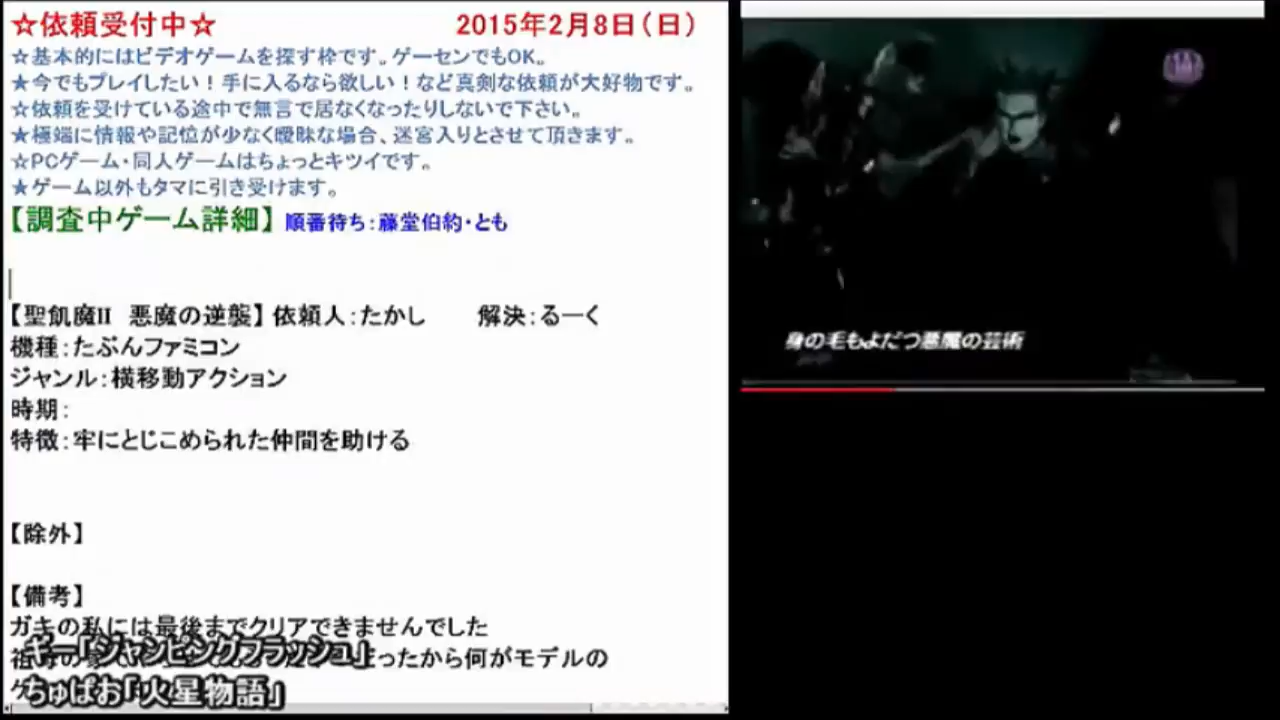 ☆依頼受付中☆ 2015年2月8日(日)
☆基本的にはビデオゲームを探す枠です。ゲーセンでもOK。
★今でもプレイしたい！手に入るなら欲しい！など真剣な依頼が大好物です。
☆依頼を受けている途中で無言で居なくなったりしないで下さい。
★極端に情報や記憶が少なく曖昧な場合、迷宮入りとさせて頂きます。
☆PCゲーム・同人ゲームはちょっとキツイです。
★ゲーム以外もタマに引き受けます。
【調査中ゲーム詳細】 順番待ち：藤堂伯約・とも
【聖飢魔II 悪魔の逆襲】 依頼人：たかし 解決：るーく
機種：たぶんファミコン
ジャンル：横移動アクション
時期：
特徴：牢にとじこめられた仲間を助ける
【除外】
【備考】
ガキの私には最後までクリアできませんでした
ったから何がモデルの
ギー「ジャンピングフラッシュ」
ちゅぱお「火星物語」
身の毛もよだつ悪魔の芸術